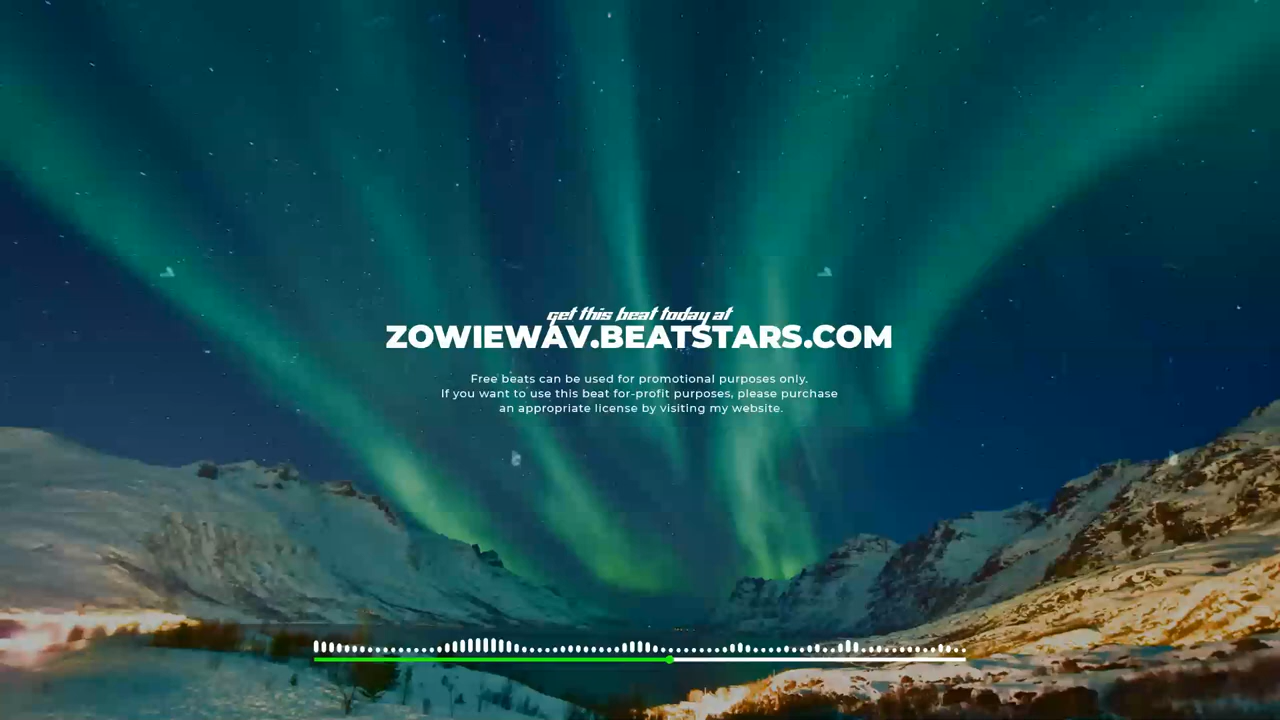 get this beat today at
ZOWIEWAV.BEATSTARS.COM
Free beats can be used for promotional purposes only.
If you want to use this beat for-profit purposes, please purchase
an appropriate license by visiting my website.